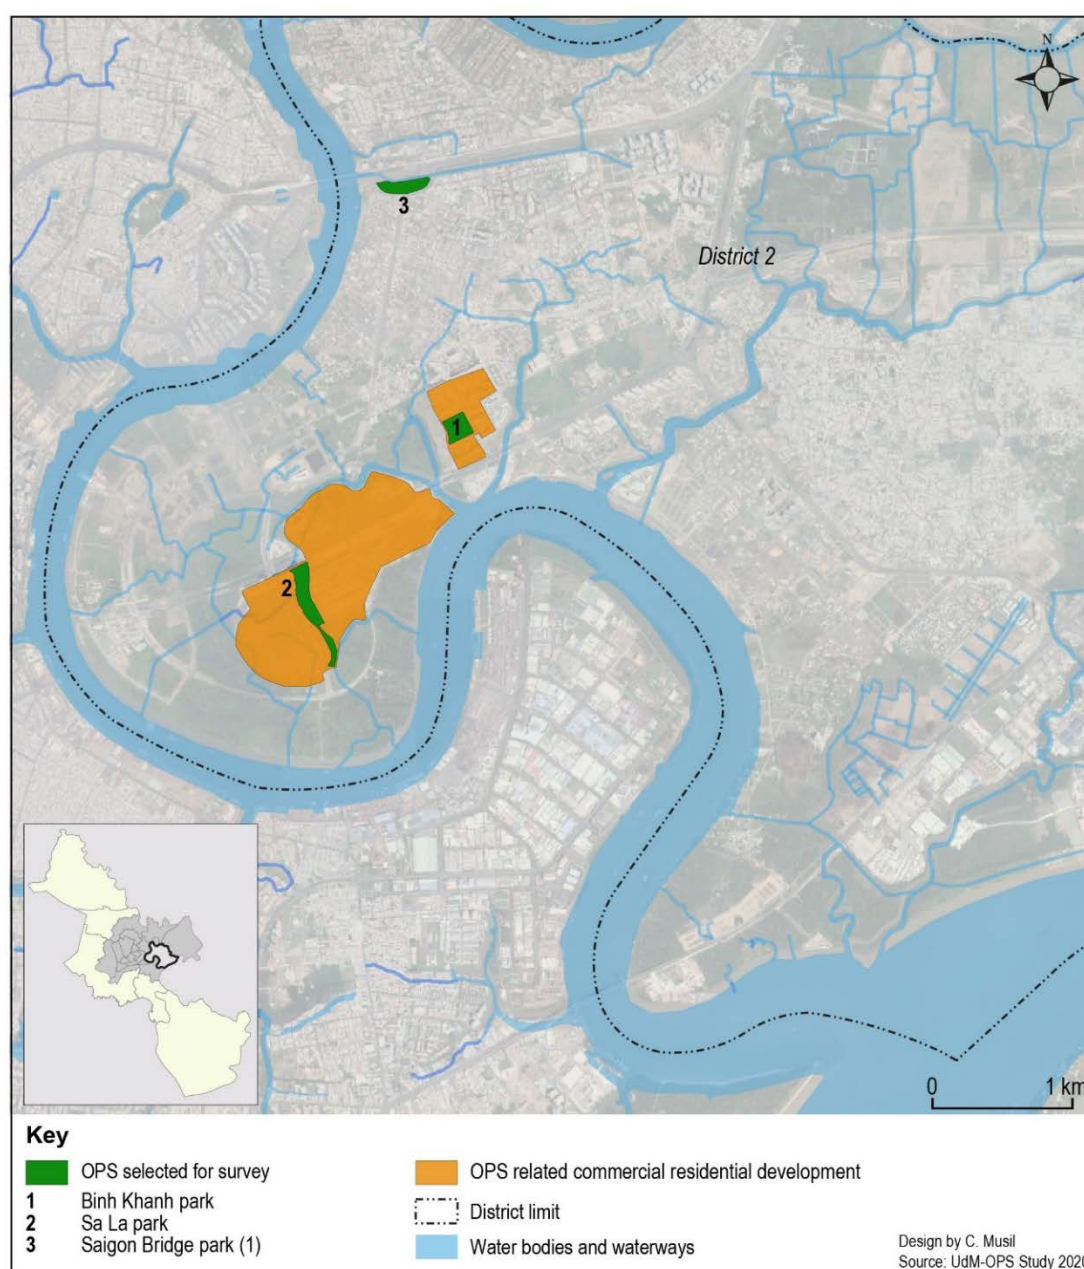 N
3
District 2
1
2
0 1 km
Key
OPS selected for survey
1 Binh Khanh park
2 Sa La park
3 Saigon Bridge park (1)
OPS related commercial residential development
District limit
Water bodies and waterways
Design by C. Musil
Source: UdM-OPS Study 2020